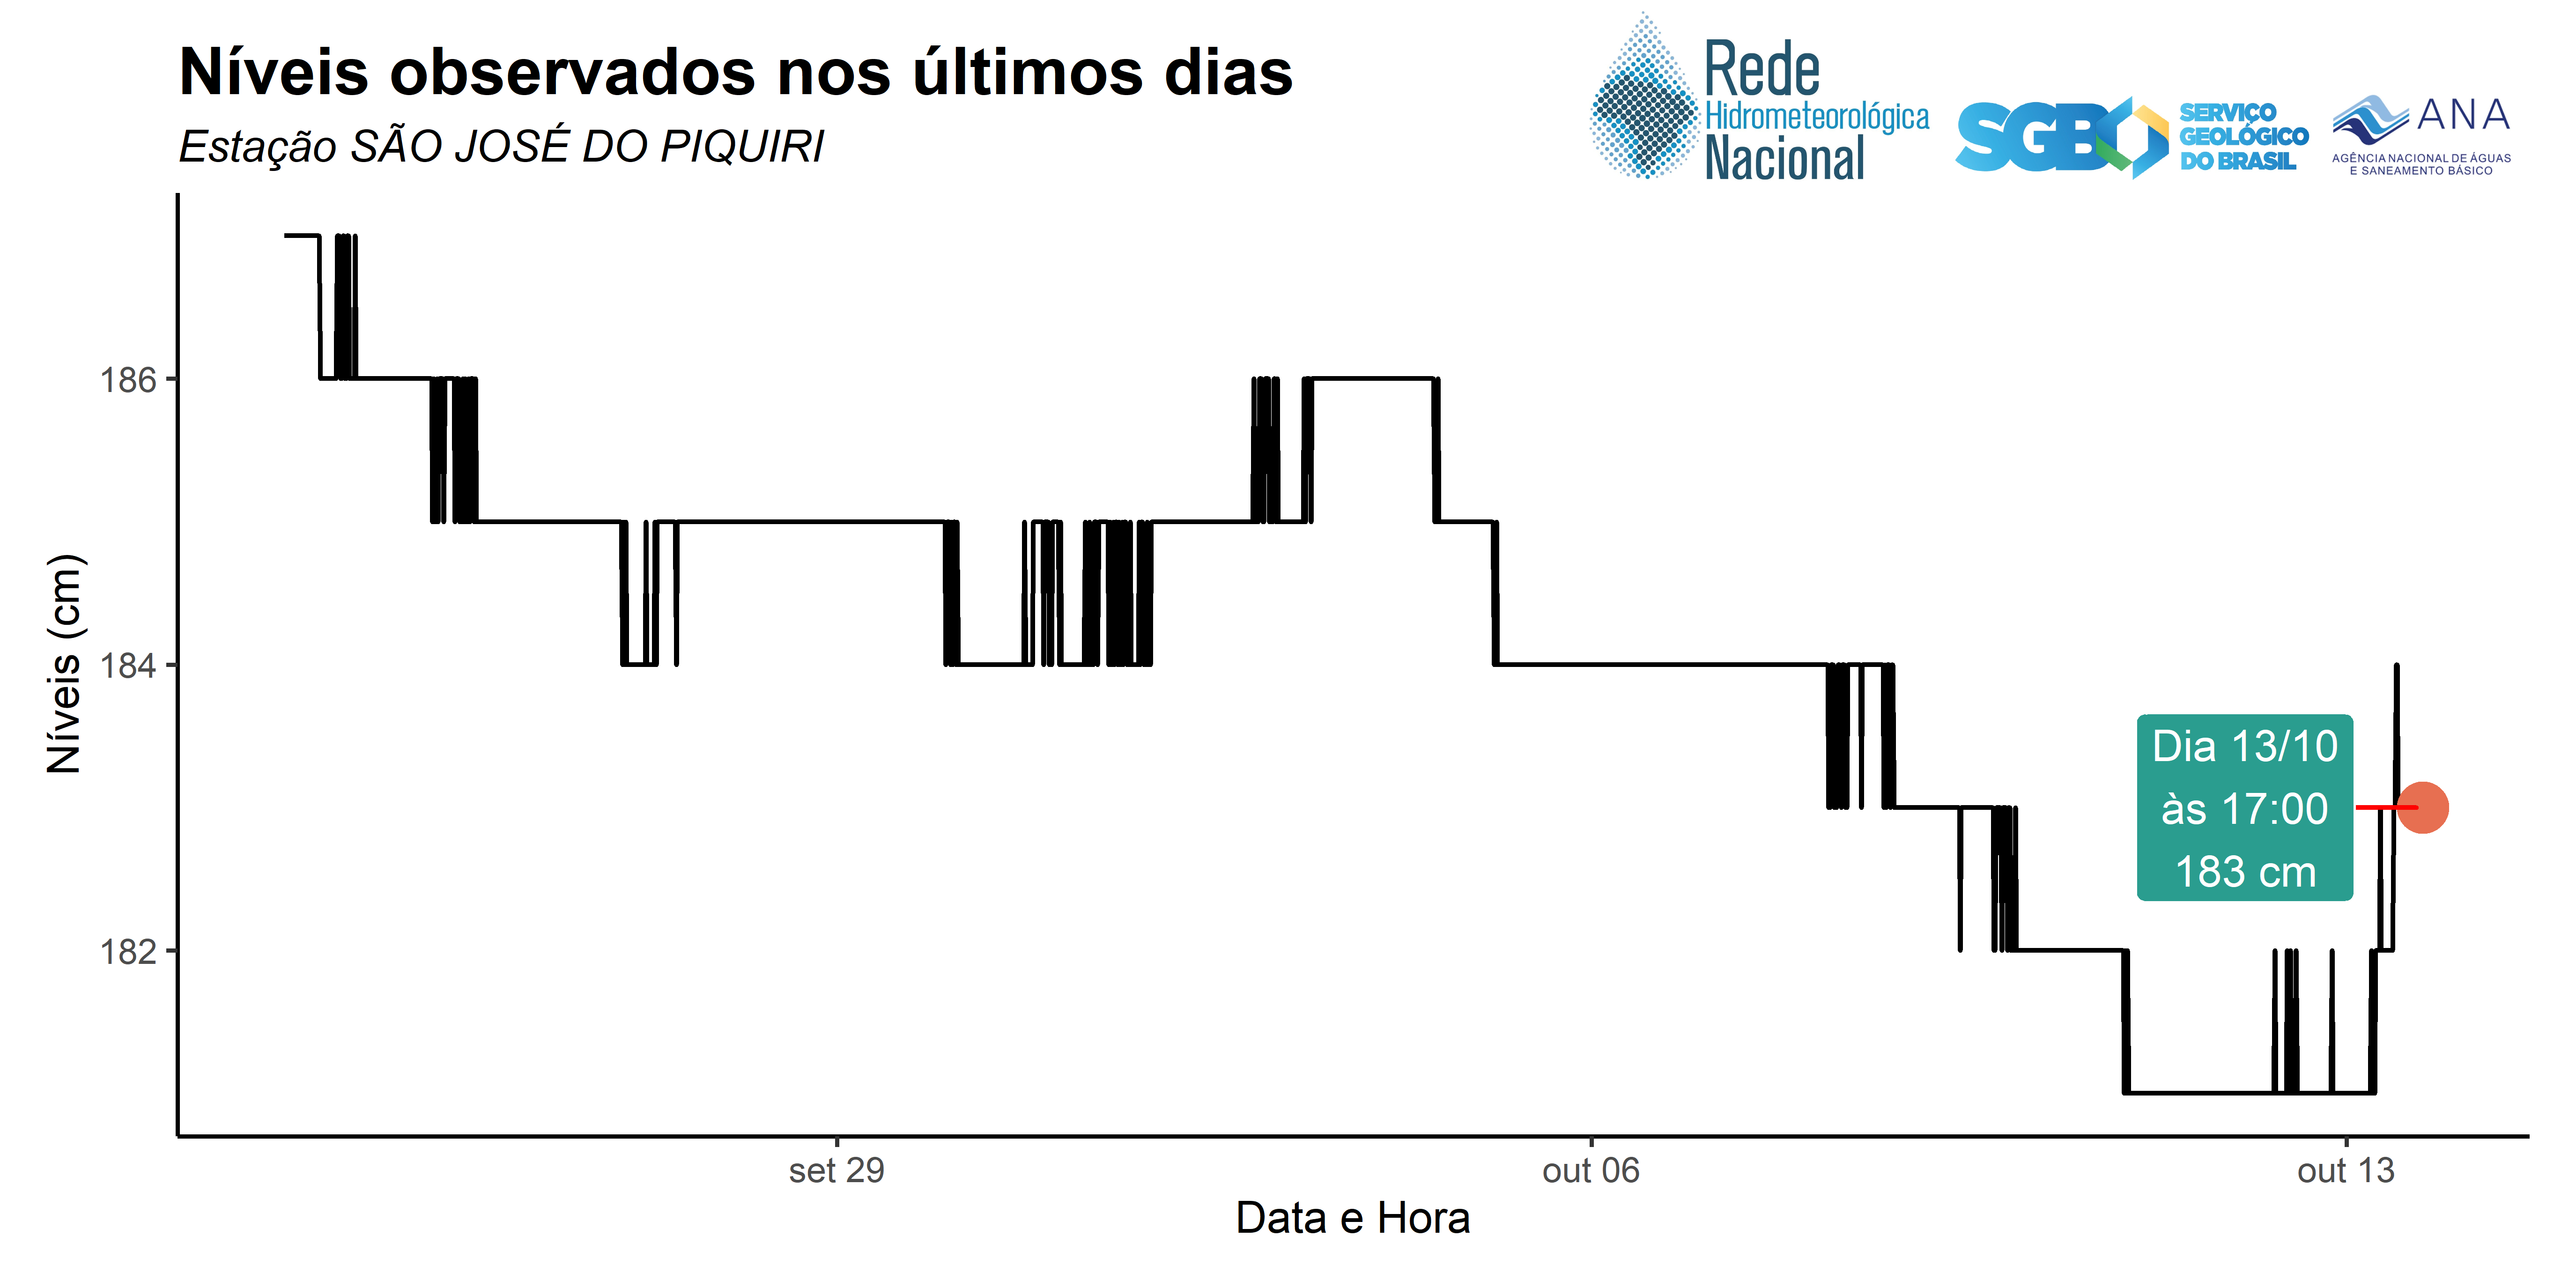 Níveis observados nos últimos dias
Estação SÃO JOSÉ DO PIQUIRI
Rede
Hidrometeorológica
Nacional
SGB
SERVIÇO
GEOLÓGICO
DO BRASIL
ANA
AGÊNCIA NACIONAL DE ÁGUAS
E SANEAMENTO BÁSICO
Níveis (cm)
186
184
182
Dia 13/10
às 17:00
183 cm
set 29
out 06
out 13
Data e Hora